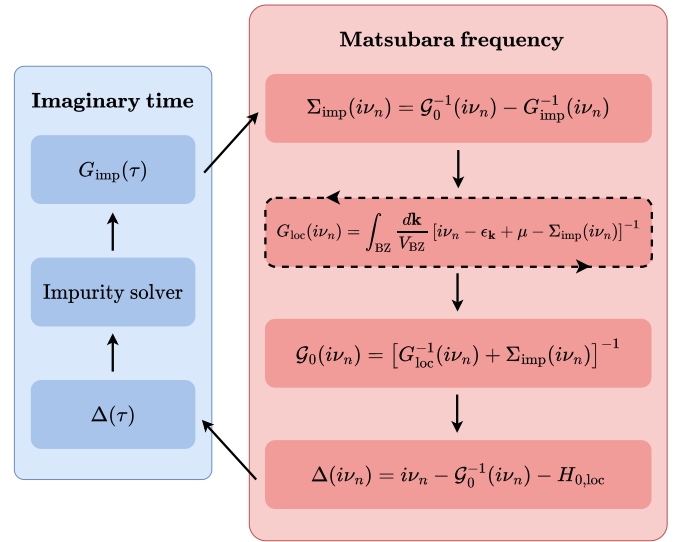 Imaginary time
G_imp(τ)
Impurity solver
Δ(τ)
Matsubara frequency
Σ_imp(iν_n) = 𝒢_0^{-1}(iν_n) − G_imp^{-1}(iν_n)
G_loc(iν_n) = ∫_BZ d𝐤/V_BZ [iν_n − ϵ_𝐤 + μ − Σ_imp(iν_n)]^{-1}
𝒢_0(iν_n) = [G_loc^{-1}(iν_n) + Σ_imp(iν_n)]^{-1}
Δ(iν_n) = iν_n − 𝒢_0^{-1}(iν_n) − H_{0,loc}